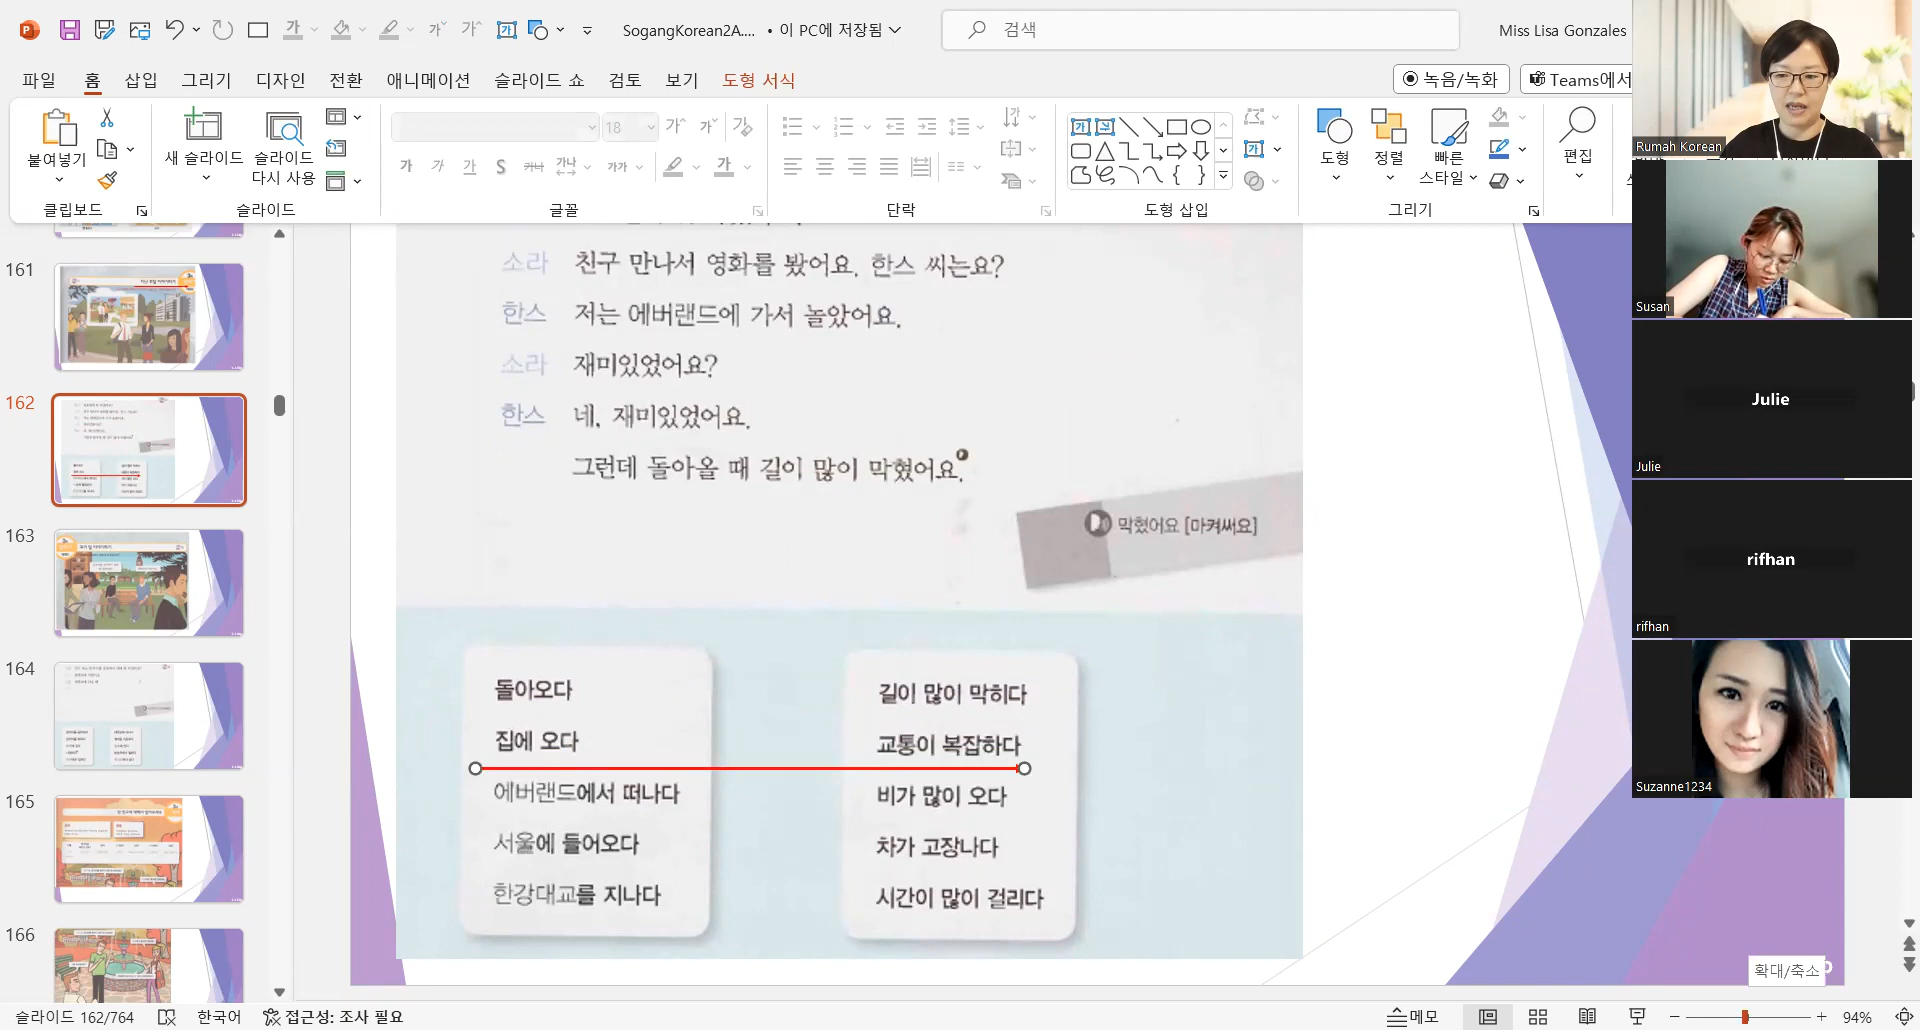 SogangKorean2A.... • 이 PC에 저장됨
검색
Miss Lisa Gonzales
파일 홈 삽입 그리기 디자인 전환 애니메이션 슬라이드 쇼 검토 보기 도형 서식
녹음/녹화
Teams에서
붙여넣기
새 슬라이드
슬라이드
다시 사용
18
도형
정렬
빠른
스타일
편집
클립보드
슬라이드
글꼴
단락
도형 삽입
그리기
161
162
163
164
165
166
소라 친구 만나서 영화를 봤어요. 한스 씨는요?
한스 저는 에버랜드에 가서 놀았어요.
소라 재미있었어요?
한스 네, 재미있었어요.
그런데 돌아올 때 길이 많이 막혔어요.
막혔어요 [마켜써요]
돌아오다
집에 오다
에버랜드에서 떠나다
서울에 들어오다
한강대교를 지나다
길이 많이 막히다
교통이 복잡하다
비가 많이 오다
차가 고장나다
시간이 많이 걸리다
확대/축소
Rumah Korean
Susan
Julie
Julie
rifhan
rifhan
Suzanne1234
슬라이드 162/764
한국어
접근성: 조사 필요
메모
94%